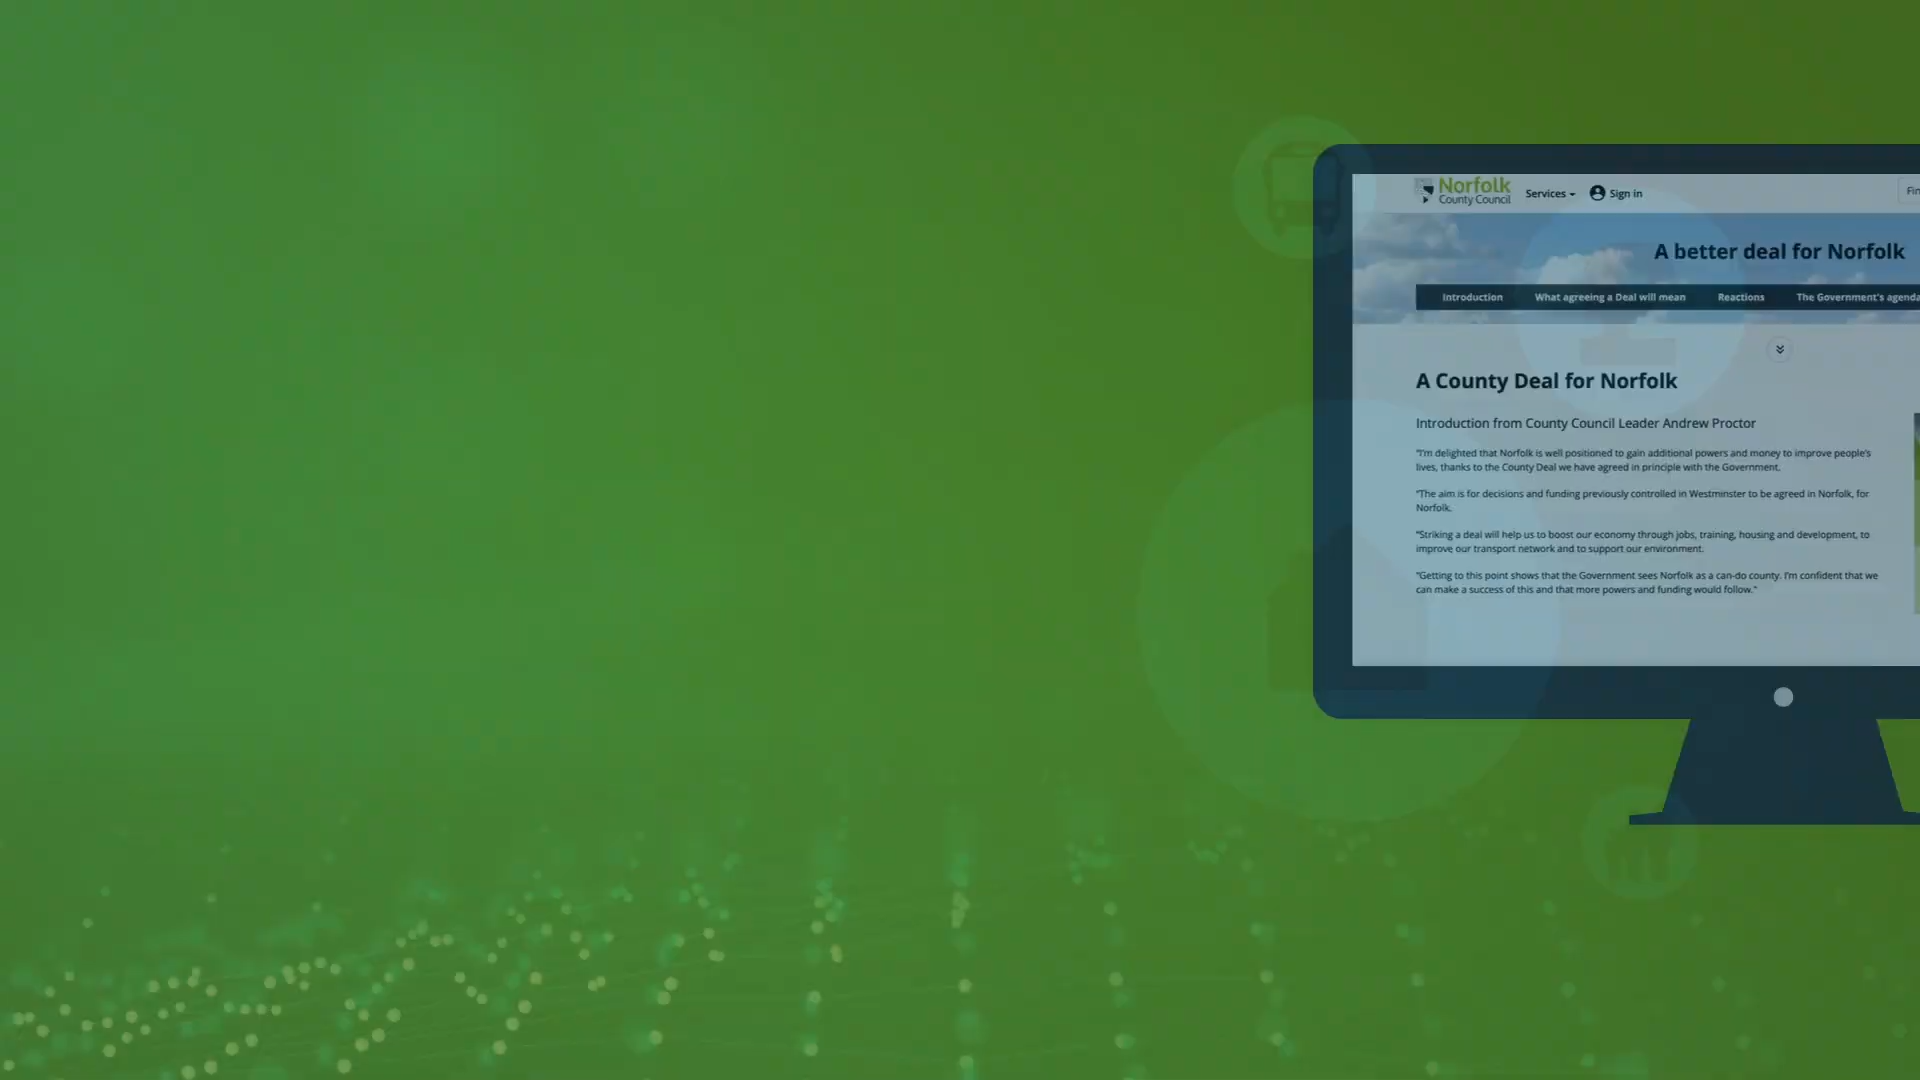 Norfolk
County Council
Services
Sign in
A better deal for Norfolk
Introduction
What agreeing a Deal will mean
Reactions
The Government's agenda
A County Deal for Norfolk
Introduction from County Council Leader Andrew Proctor
"I'm delighted that Norfolk is well positioned to gain additional powers and money to improve people's
lives, thanks to the County Deal we have agreed in principle with the Government.
"The aim is for decisions and funding previously controlled in Westminster to be agreed in Norfolk, for
Norfolk.
"Striking a deal will help us to boost our economy through jobs, training, housing and development, to
improve our transport network and to support our environment.
"Getting to this point shows that the Government sees Norfolk as a can-do county. I'm confident that we
can make a success of this and that more powers and funding would follow."